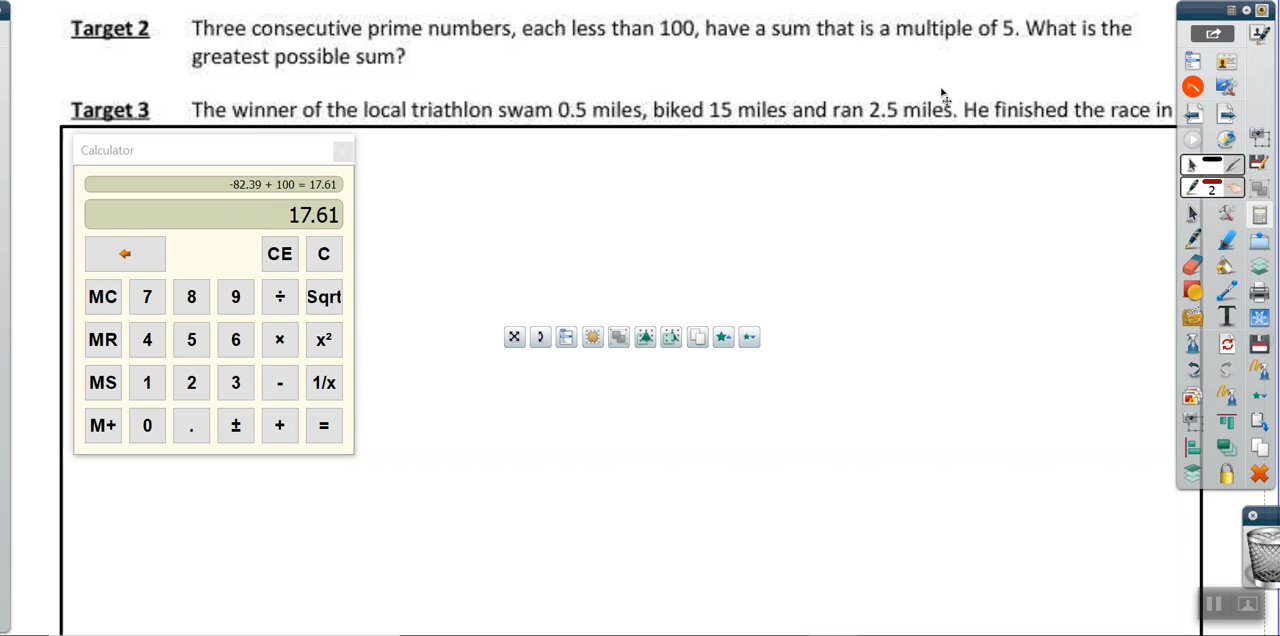 Target 2 Three consecutive prime numbers, each less than 100, have a sum that is a multiple of 5. What is the
greatest possible sum?
Target 3 The winner of the local triathlon swam 0.5 miles, biked 15 miles and ran 2.5 miles. He finished the race in
Calculator
-82.39 + 100 = 17.61
17.61
CE C
MC 7 8 9 ÷ Sqrt
MR 4 5 6 × x²
MS 1 2 3 - 1/x
M+ 0 . ± + =
2
T